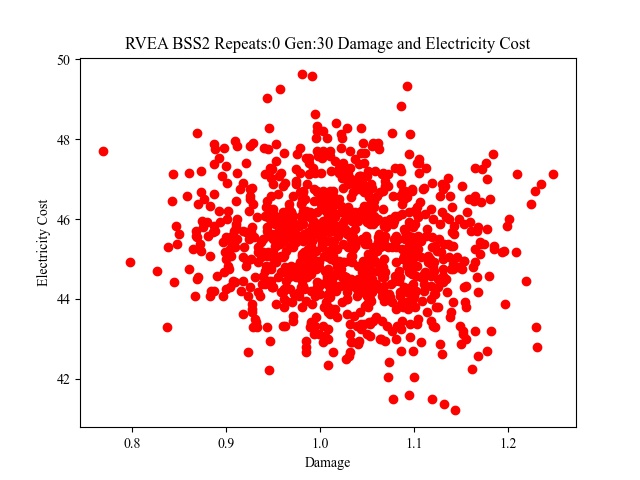 RVEA BSS2 Repeats:0 Gen:30 Damage and Electricity Cost
50
48
46
44
42
Electricity Cost
0.8 0.9 1.0 1.1 1.2
Damage